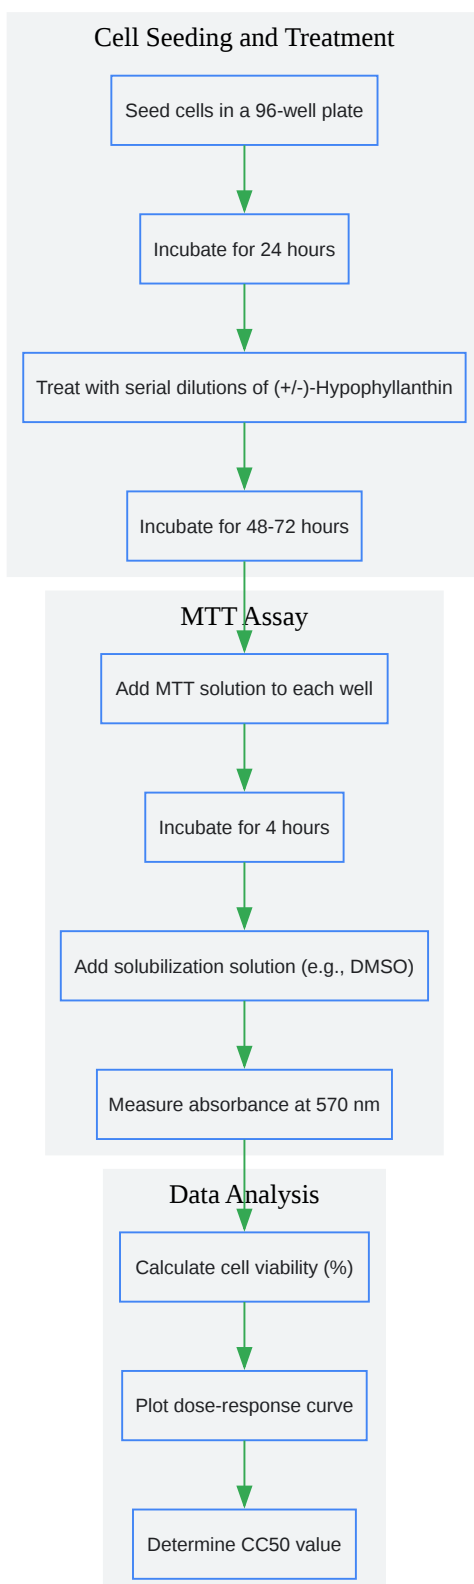 Cell Seeding and Treatment
Seed cells in a 96-well plate
Incubate for 24 hours
Treat with serial dilutions of (+/-)-Hypophyllanthin
Incubate for 48-72 hours
MTT Assay
Add MTT solution to each well
Incubate for 4 hours
Add solubilization solution (e.g., DMSO)
Measure absorbance at 570 nm
Data Analysis
Calculate cell viability (%)
Plot dose-response curve
Determine CC50 value